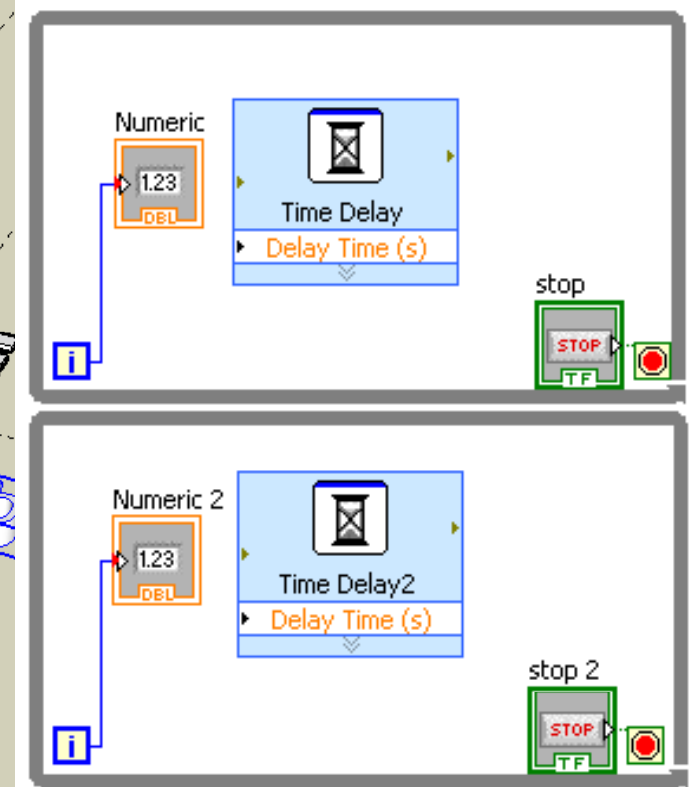 Numeric
1.23
DBL
Time Delay
Delay Time (s)
stop
STOP
TF
i
Numeric 2
1.23
DBL
Time Delay2
Delay Time (s)
stop 2
STOP
TF
i